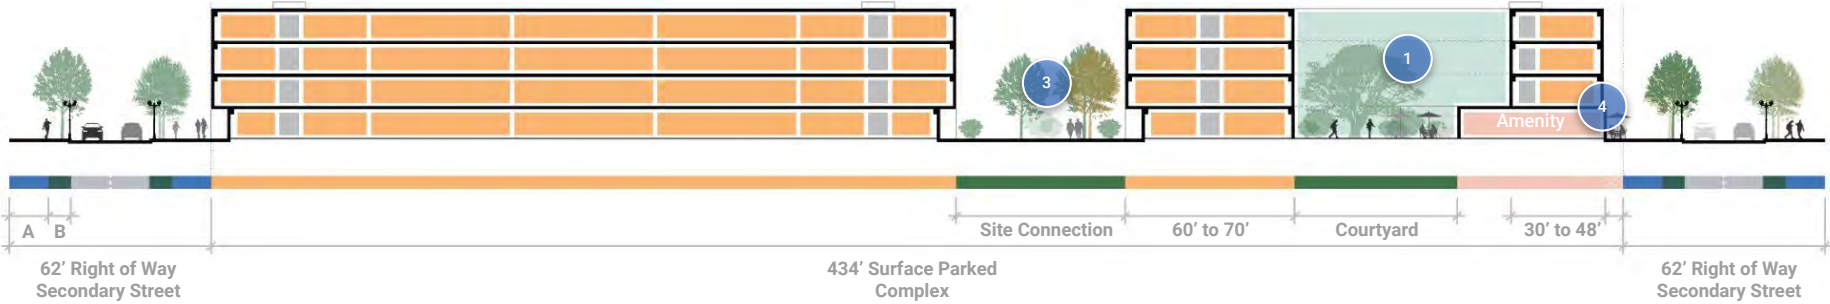 1
3
4
Amenity
A
B
Site Connection
60’ to 70’
Courtyard
30’ to 48’
62’ Right of Way
Secondary Street
434’ Surface Parked
Complex
62’ Right of Way
Secondary Street